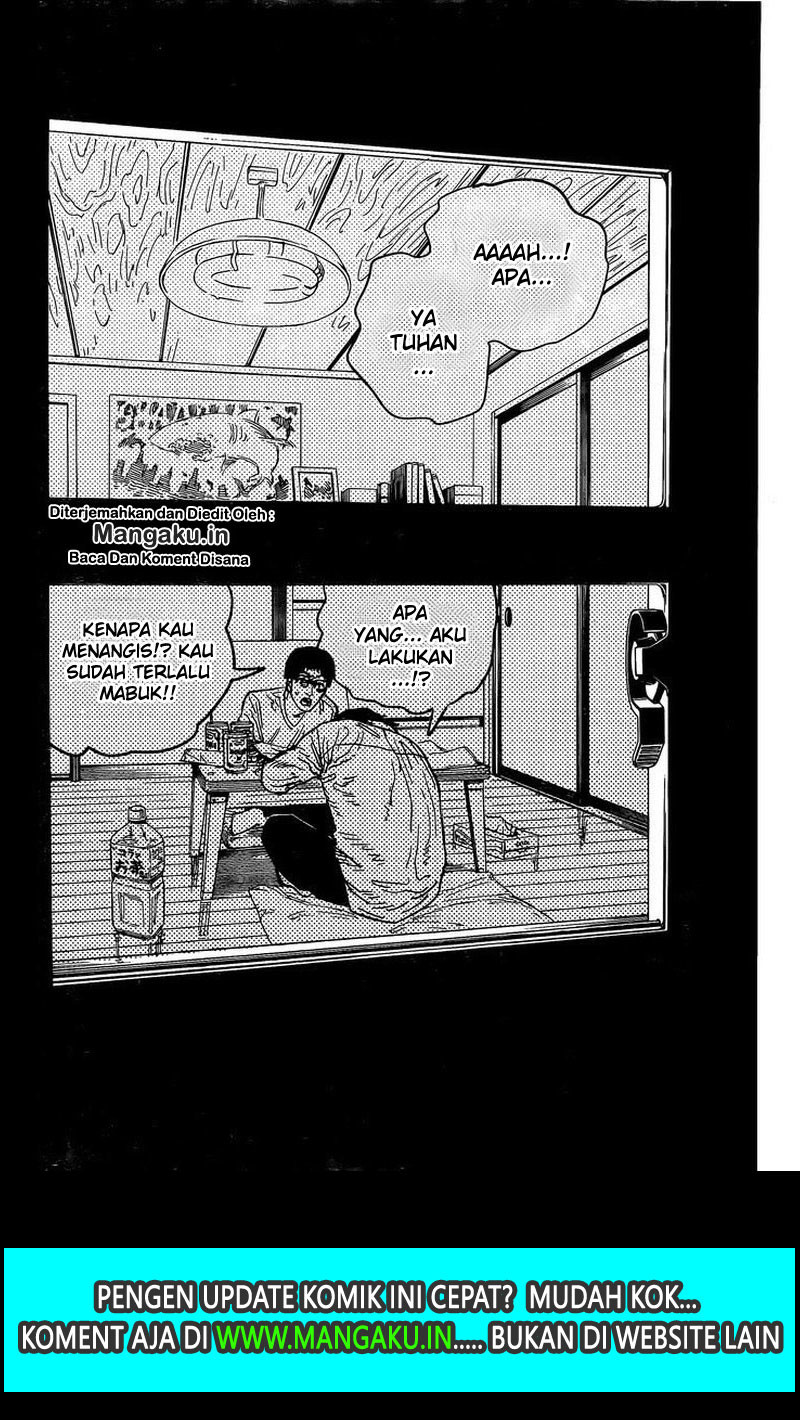 AAAAH...!
APA...
YA
TUHAN
...
Diterjemahkan dan Diedit Oleh :
Mangaku.in
Baca Dan Koment Disana
APA
YANG... AKU
LAKUKAN
...!?
KENAPA KAU
MENANGIS!? KAU
SUDAH TERLALU
MABUK!!
お茶
PENGEN UPDATE KOMIK INI CEPAT? MUDAH KOK...
KOMENT AJA DI WWW.MANGAKU.IN..... BUKAN DI WEBSITE LAIN